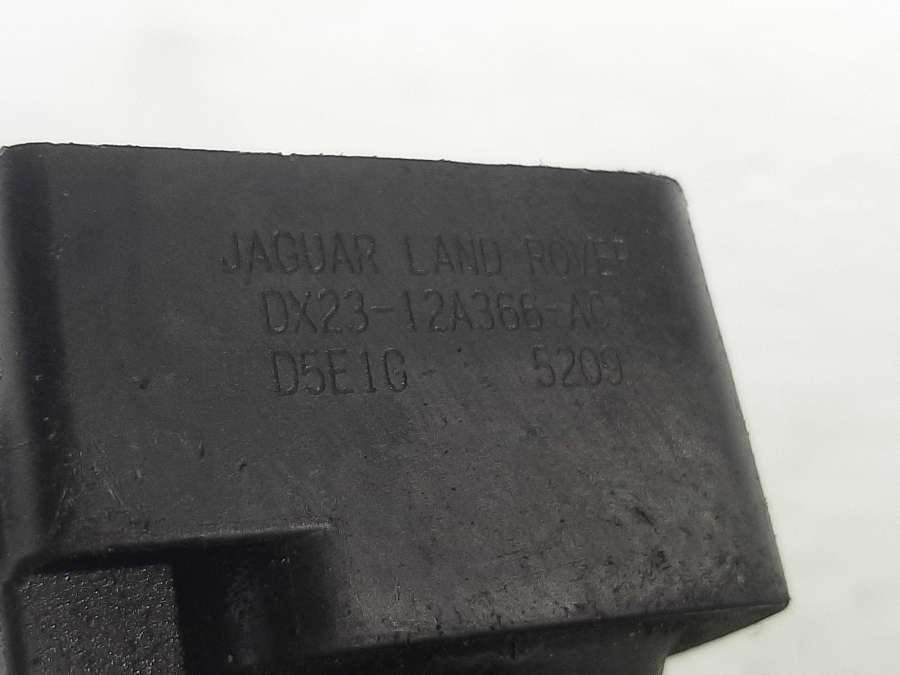 JAGUAR LAND ROVER
DX23-12A366-AC
D5E1G 5209